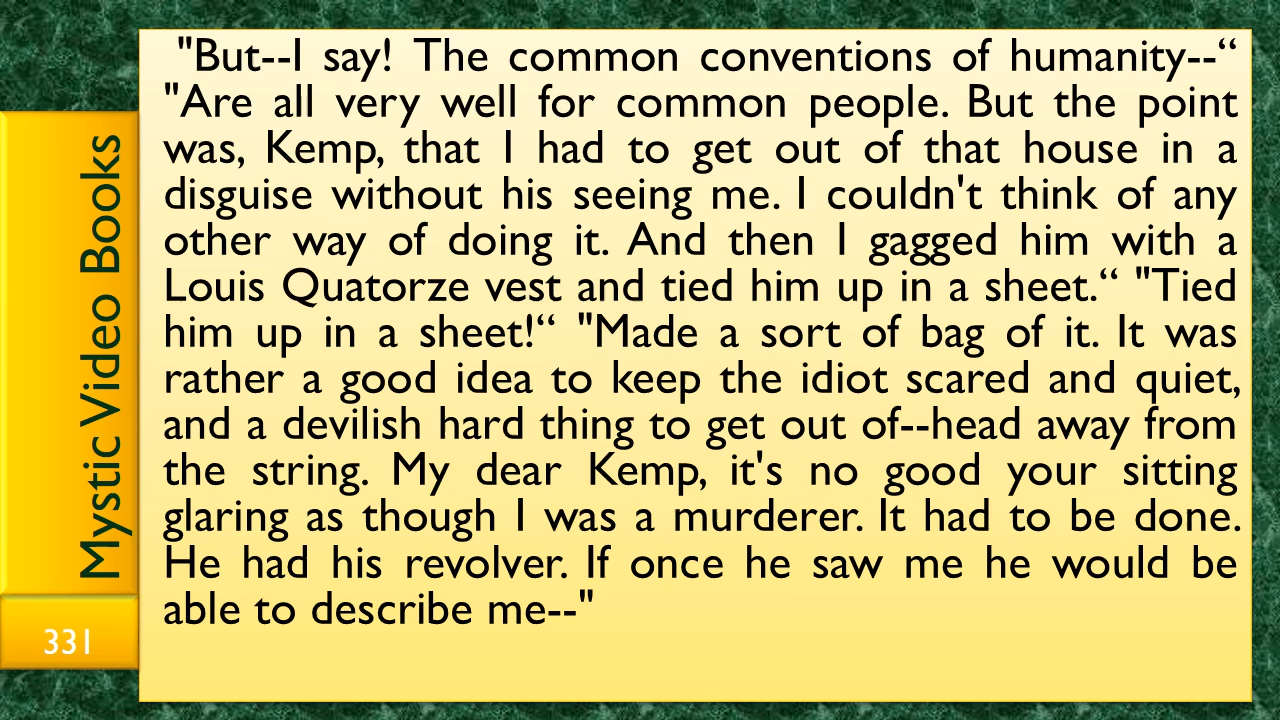 "But--I say! The common conventions of humanity--“
"Are all very well for common people. But the point
was, Kemp, that I had to get out of that house in a
disguise without his seeing me. I couldn't think of any
other way of doing it. And then I gagged him with a
Louis Quatorze vest and tied him up in a sheet.“ "Tied
him up in a sheet!“ "Made a sort of bag of it. It was
rather a good idea to keep the idiot scared and quiet,
and a devilish hard thing to get out of--head away from
the string. My dear Kemp, it's no good your sitting
glaring as though I was a murderer. It had to be done.
He had his revolver. If once he saw me he would be
able to describe me--"
Mystic Video Books
331